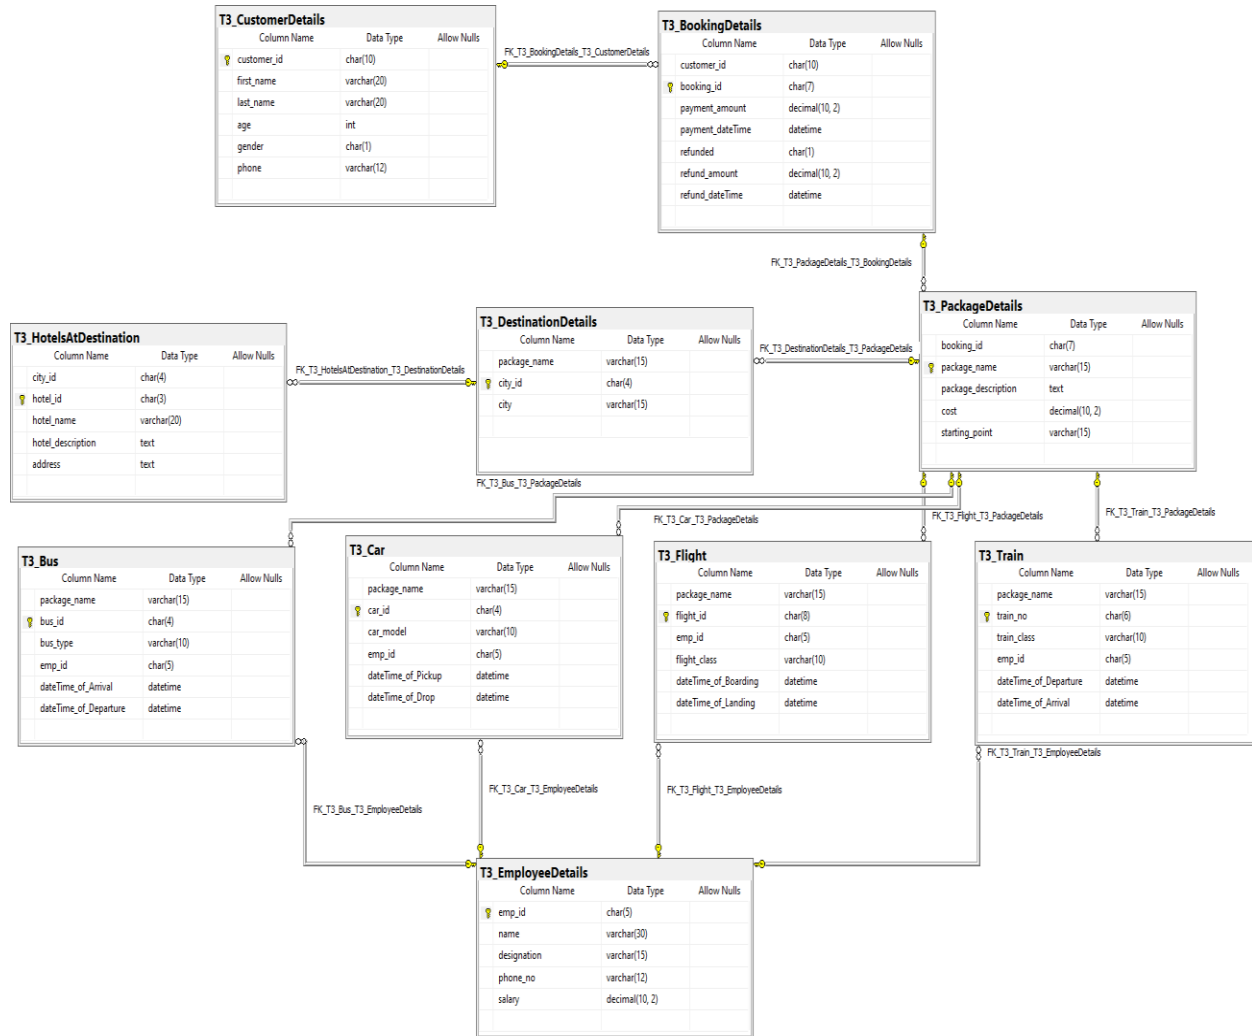 T3_CustomerDetails
Column Name Data Type Allow Nulls
customer_id char(10)
first_name varchar(20)
last_name varchar(20)
age int
gender char(1)
phone varchar(12)
FK_T3_BookingDetails_T3_CustomerDetails
T3_BookingDetails
Column Name Data Type Allow Nulls
customer_id char(10)
booking_id char(7)
payment_amount decimal(10, 2)
payment_dateTime datetime
refunded char(1)
refund_amount decimal(10, 2)
refund_dateTime datetime
FK_T3_PackageDetails_T3_BookingDetails
T3_HotelsAtDestination
Column Name Data Type Allow Nulls
city_id char(4)
hotel_id char(3)
hotel_name varchar(20)
hotel_description text
address text
FK_T3_HotelsAtDestination_T3_DestinationDetails
T3_DestinationDetails
Column Name Data Type Allow Nulls
package_name varchar(15)
city_id char(4)
city varchar(15)
FK_T3_DestinationDetails_T3_PackageDetails
T3_PackageDetails
Column Name Data Type Allow Nulls
booking_id char(7)
package_name varchar(15)
package_description text
cost decimal(10, 2)
starting_point varchar(15)
FK_T3_Bus_T3_PackageDetails
FK_T3_Car_T3_PackageDetails
FK_T3_Flight_T3_PackageDetails
FK_T3_Train_T3_PackageDetails
T3_Bus
Column Name Data Type Allow Nulls
package_name varchar(15)
bus_id char(4)
bus_type varchar(10)
emp_id char(5)
dateTime_of_Arrival datetime
dateTime_of_Departure datetime
T3_Car
Column Name Data Type Allow Nulls
package_name varchar(15)
car_id char(4)
car_model varchar(10)
emp_id char(5)
dateTime_of_Pickup datetime
dateTime_of_Drop datetime
T3_Flight
Column Name Data Type Allow Nulls
package_name varchar(15)
flight_id char(8)
emp_id char(5)
flight_class varchar(10)
dateTime_of_Boarding datetime
dateTime_of_Landing datetime
T3_Train
Column Name Data Type Allow Nulls
package_name varchar(15)
train_no char(6)
train_class varchar(10)
emp_id char(5)
dateTime_of_Departure datetime
dateTime_of_Arrival datetime
FK_T3_Bus_T3_EmployeeDetails
FK_T3_Car_T3_EmployeeDetails
FK_T3_Flight_T3_EmployeeDetails
FK_T3_Train_T3_EmployeeDetails
T3_EmployeeDetails
Column Name Data Type Allow Nulls
emp_id char(5)
name varchar(30)
designation varchar(15)
phone_no varchar(12)
salary decimal(10, 2)